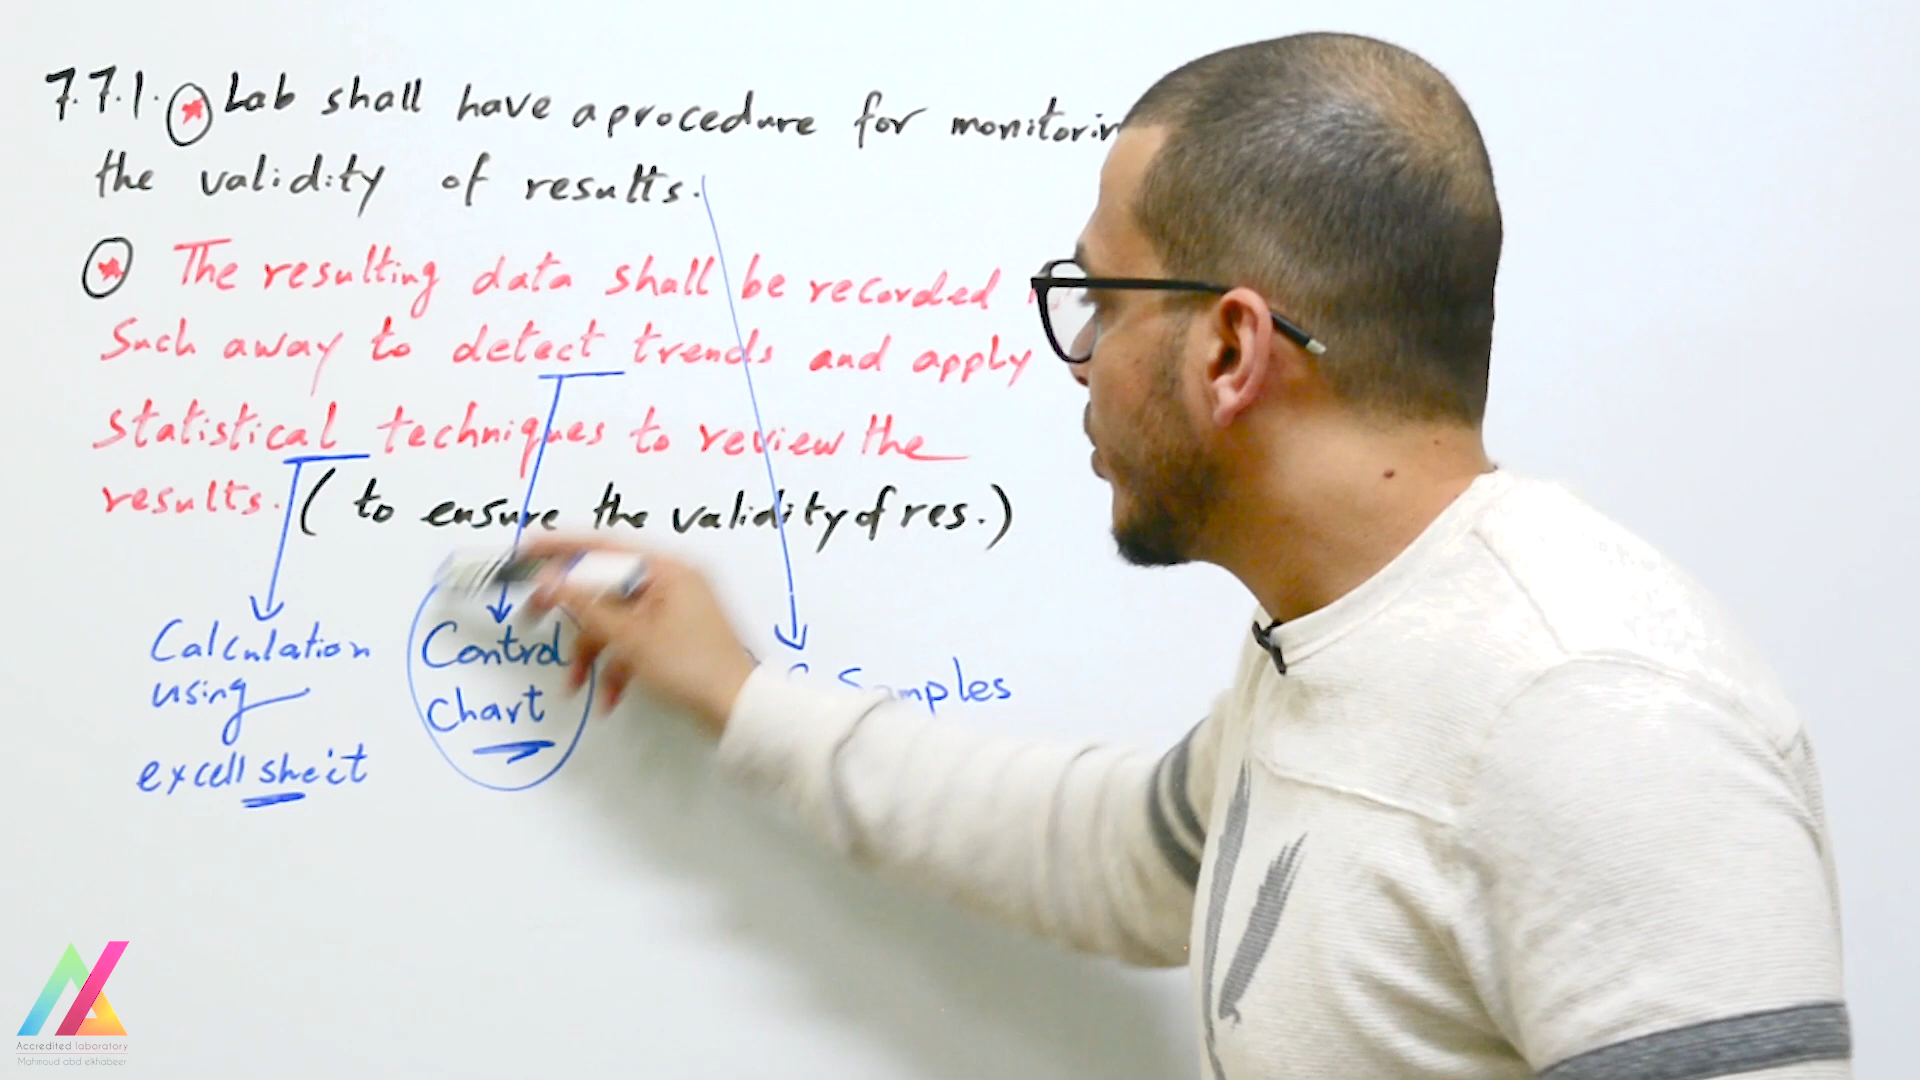 7.7.1. * Lab shall have a procedure for monitorin
the validity of results.
* The resulting data shall be recorded
Such away to detect trends and apply
statistical techniques to review the
results. ( to ensure the validity of res. )
Calculation
using
excell sheit
Control
chart
Samples
Accredited laboratory
Mahmoud abd elkhabeer